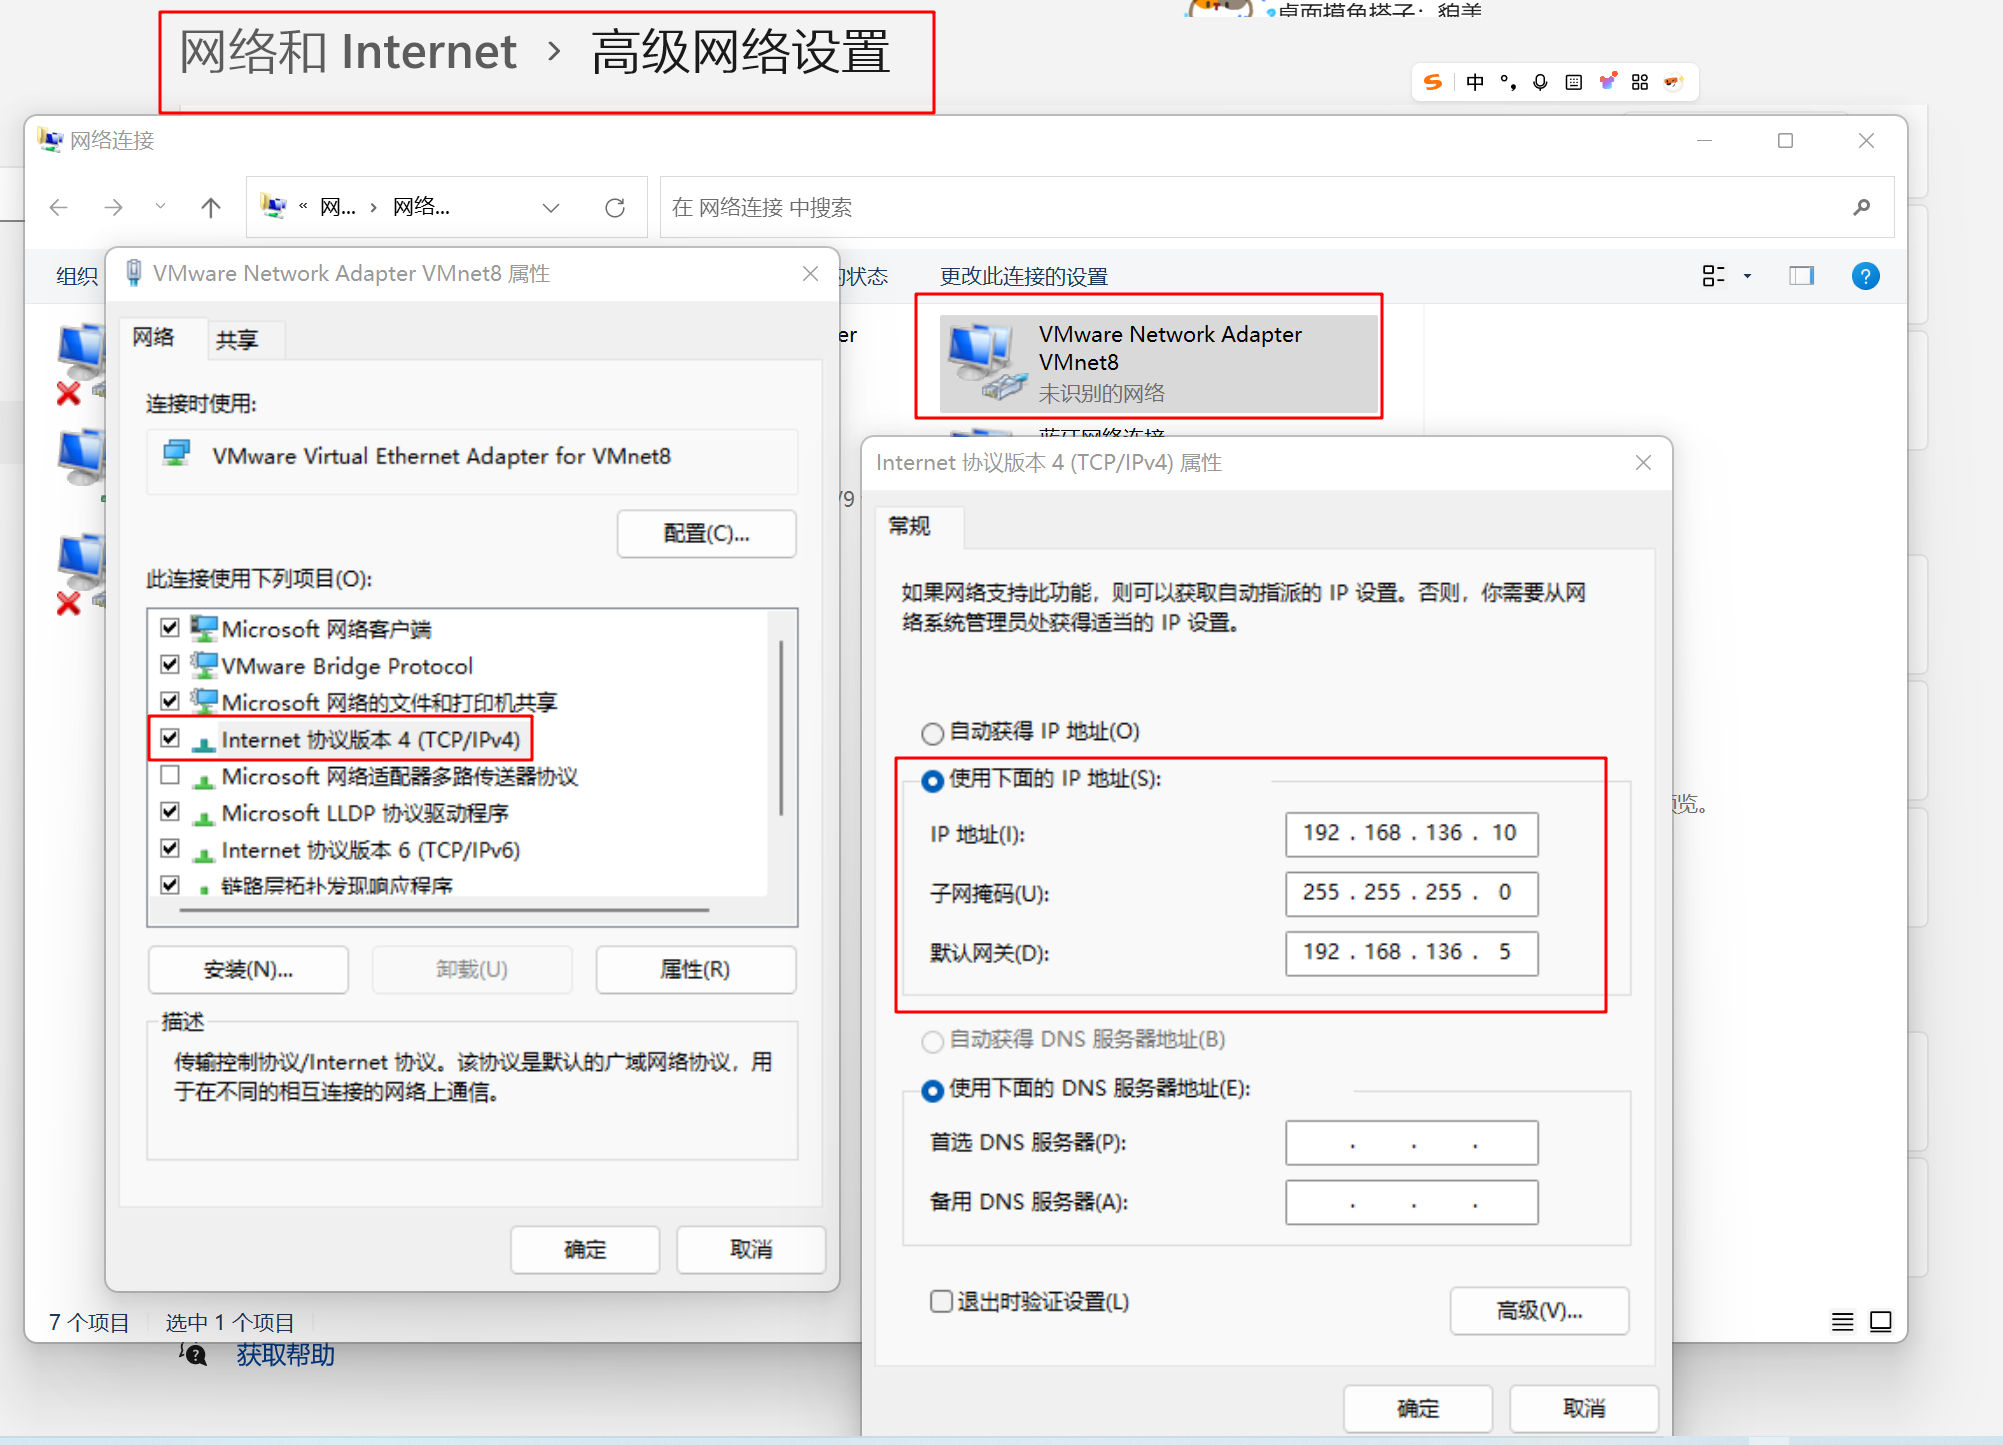 桌面摸鱼搭子：貌美
网络和 Internet › 高级网络设置
中
网络连接
« 网... › 网络...
在 网络连接 中搜索
组织
的状态
更改此连接的设置
VMware Network Adapter VMnet8 属性
网络
共享
连接时使用:
VMware Virtual Ethernet Adapter for VMnet8
配置(C)...
此连接使用下列项目(O):
Microsoft 网络客户端
VMware Bridge Protocol
Microsoft 网络的文件和打印机共享
Internet 协议版本 4 (TCP/IPv4)
Microsoft 网络适配器多路传送器协议
Microsoft LLDP 协议驱动程序
Internet 协议版本 6 (TCP/IPv6)
链路层拓扑发现响应程序
安装(N)...
卸载(U)
属性(R)
描述
传输控制协议/Internet 协议。该协议是默认的广域网络协议，用
于在不同的相互连接的网络上通信。
确定
取消
er
VMware Network Adapter
VMnet8
未识别的网络
蓝牙网络连接
/9
Internet 协议版本 4 (TCP/IPv4) 属性
常规
如果网络支持此功能，则可以获取自动指派的 IP 设置。否则，你需要从网
络系统管理员处获得适当的 IP 设置。
自动获得 IP 地址(O)
使用下面的 IP 地址(S):
IP 地址(I):
192 . 168 . 136 . 10
子网掩码(U):
255 . 255 . 255 . 0
默认网关(D):
192 . 168 . 136 . 5
自动获得 DNS 服务器地址(B)
使用下面的 DNS 服务器地址(E):
首选 DNS 服务器(P):
. . .
备用 DNS 服务器(A):
. . .
退出时验证设置(L)
高级(V)...
确定
取消
预览。
7 个项目
选中 1 个项目
获取帮助